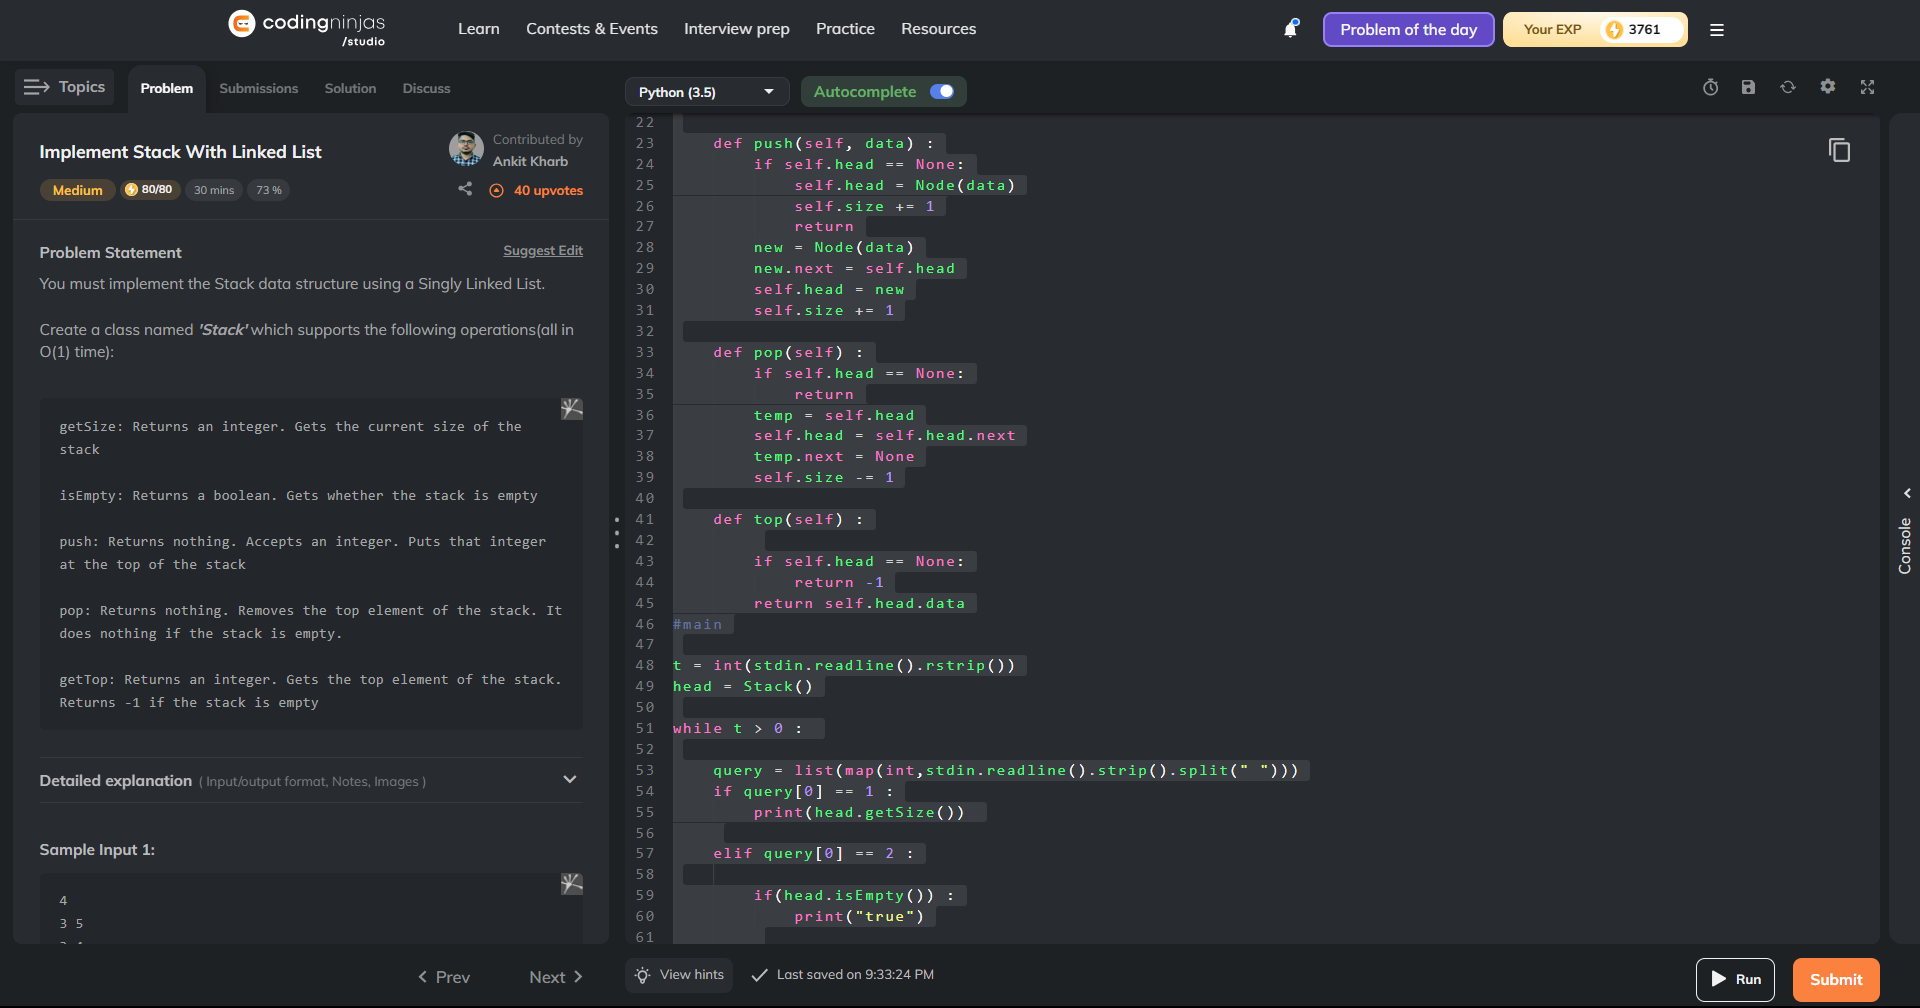 codingninjas
/studio
Learn
Contests & Events
Interview prep
Practice
Resources
Problem of the day
Your EXP
3761
Topics
Problem
Submissions
Solution
Discuss
Implement Stack With Linked List
Contributed by
Ankit Kharb
Medium
80/80
30 mins
73 %
40 upvotes
Problem Statement
Suggest Edit
You must implement the Stack data structure using a Singly Linked List.
Create a class named 'Stack' which supports the following operations(all in
O(1) time):
getSize: Returns an integer. Gets the current size of the
stack
isEmpty: Returns a boolean. Gets whether the stack is empty
push: Returns nothing. Accepts an integer. Puts that integer
at the top of the stack
pop: Returns nothing. Removes the top element of the stack. It
does nothing if the stack is empty.
getTop: Returns an integer. Gets the top element of the stack.
Returns -1 if the stack is empty
Detailed explanation ( Input/output format, Notes, Images )
Sample Input 1:
4
3 5
Prev
Next
Python (3.5)
Autocomplete
22
23 def push(self, data) :
24 if self.head == None:
25 self.head = Node(data)
26 self.size += 1
27 return
28 new = Node(data)
29 new.next = self.head
30 self.head = new
31 self.size += 1
32
33 def pop(self) :
34 if self.head == None:
35 return
36 temp = self.head
37 self.head = self.head.next
38 temp.next = None
39 self.size -= 1
40
41 def top(self) :
42
43 if self.head == None:
44 return -1
45 return self.head.data
46 #main
47
48 t = int(stdin.readline().rstrip())
49 head = Stack()
50
51 while t > 0 :
52
53 query = list(map(int,stdin.readline().strip().split(" ")))
54 if query[0] == 1 :
55 print(head.getSize())
56
57 elif query[0] == 2 :
58
59 if(head.isEmpty()) :
60 print("true")
61
Console
View hints
Last saved on 9:33:24 PM
Run
Submit